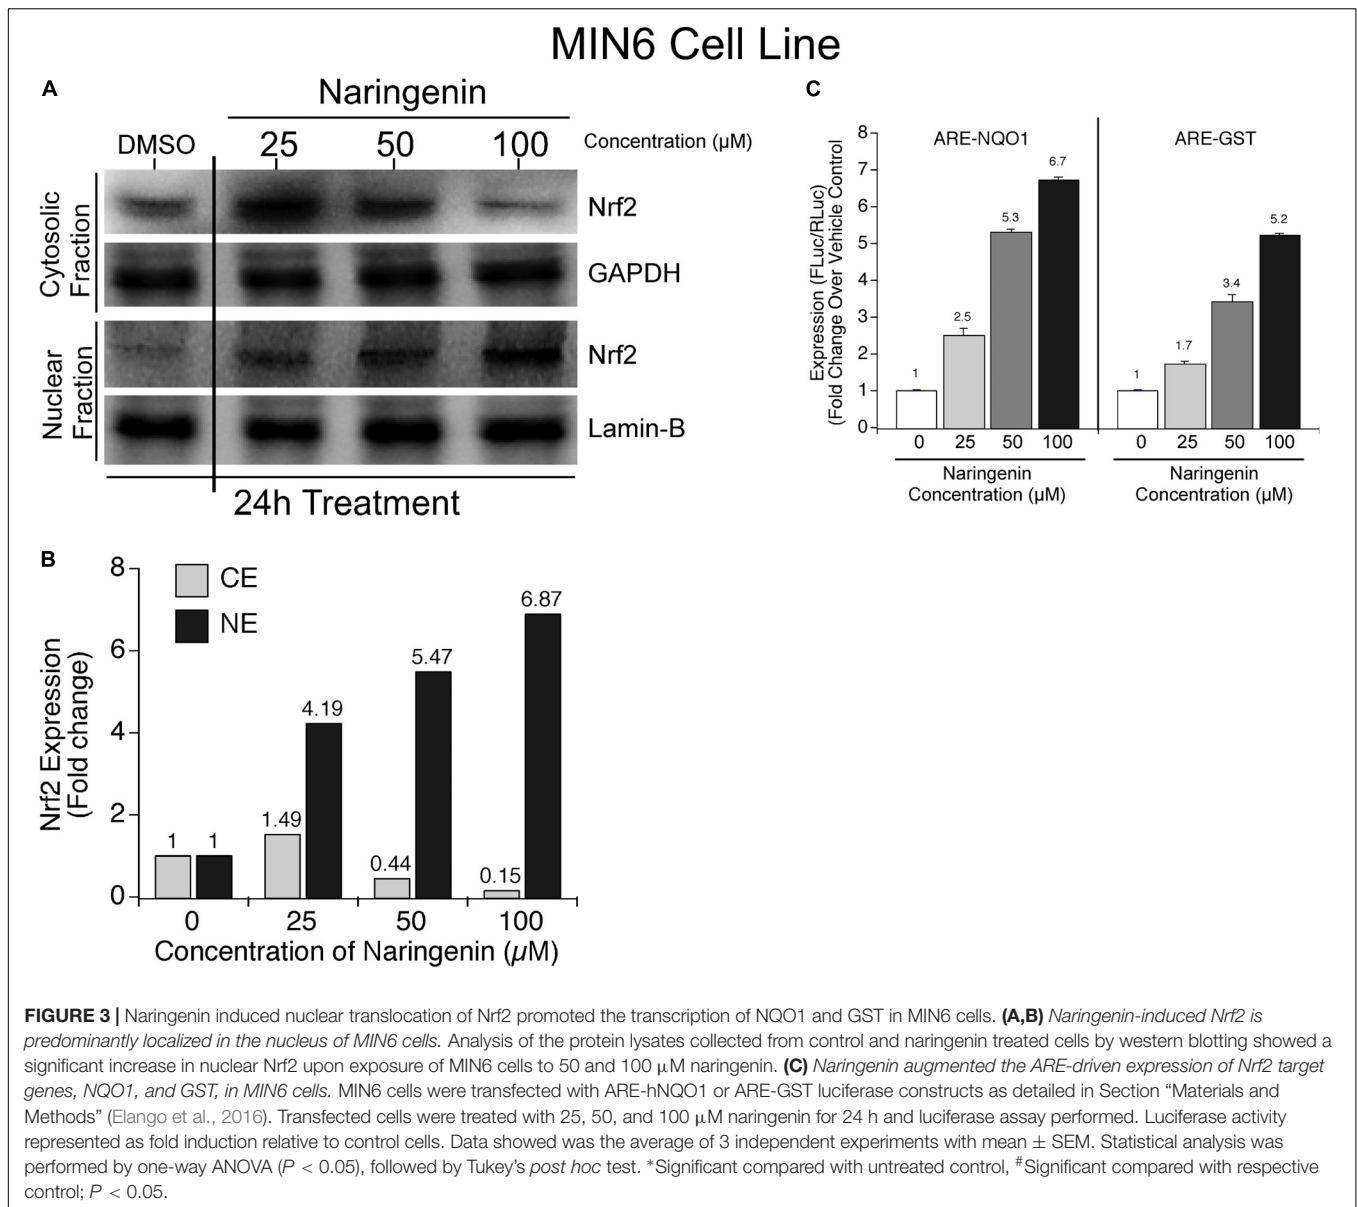 MIN6 Cell Line
A
Naringenin
DMSO 25 50 100 Concentration (µM)
Cytosolic
Fraction
Nrf2
GAPDH
Nuclear
Fraction
Nrf2
Lamin-B
24h Treatment
C
Expression (FLuc/RLuc)
(Fold Change Over Vehicle Control
8
7
6
5
4
3
2
1
0
ARE-NQO1
1
2.5
5.3
6.7
0 25 50 100
Naringenin
Concentration (µM)
ARE-GST
1
1.7
3.4
5.2
0 25 50 100
Naringenin
Concentration (µM)
B
Nrf2 Expression
(Fold change)
8
6
4
2
0
CE
NE
1 1
1.49 4.19
0.44 5.47
0.15 6.87
0 25 50 100
Concentration of Naringenin (µM)
FIGURE 3 | Naringenin induced nuclear translocation of Nrf2 promoted the transcription of NQO1 and GST in MIN6 cells. (A,B) Naringenin-induced Nrf2 is
predominantly localized in the nucleus of MIN6 cells. Analysis of the protein lysates collected from control and naringenin treated cells by western blotting showed a
significant increase in nuclear Nrf2 upon exposure of MIN6 cells to 50 and 100 µM naringenin. (C) Naringenin augmented the ARE-driven expression of Nrf2 target
genes, NQO1, and GST, in MIN6 cells. MIN6 cells were transfected with ARE-hNQO1 or ARE-GST luciferase constructs as detailed in Section “Materials and
Methods” (Elango et al., 2016). Transfected cells were treated with 25, 50, and 100 µM naringenin for 24 h and luciferase assay performed. Luciferase activity
represented as fold induction relative to control cells. Data showed was the average of 3 independent experiments with mean ± SEM. Statistical analysis was
performed by one-way ANOVA (P < 0.05), followed by Tukey’s post hoc test. *Significant compared with untreated control, #Significant compared with respective
control; P < 0.05.